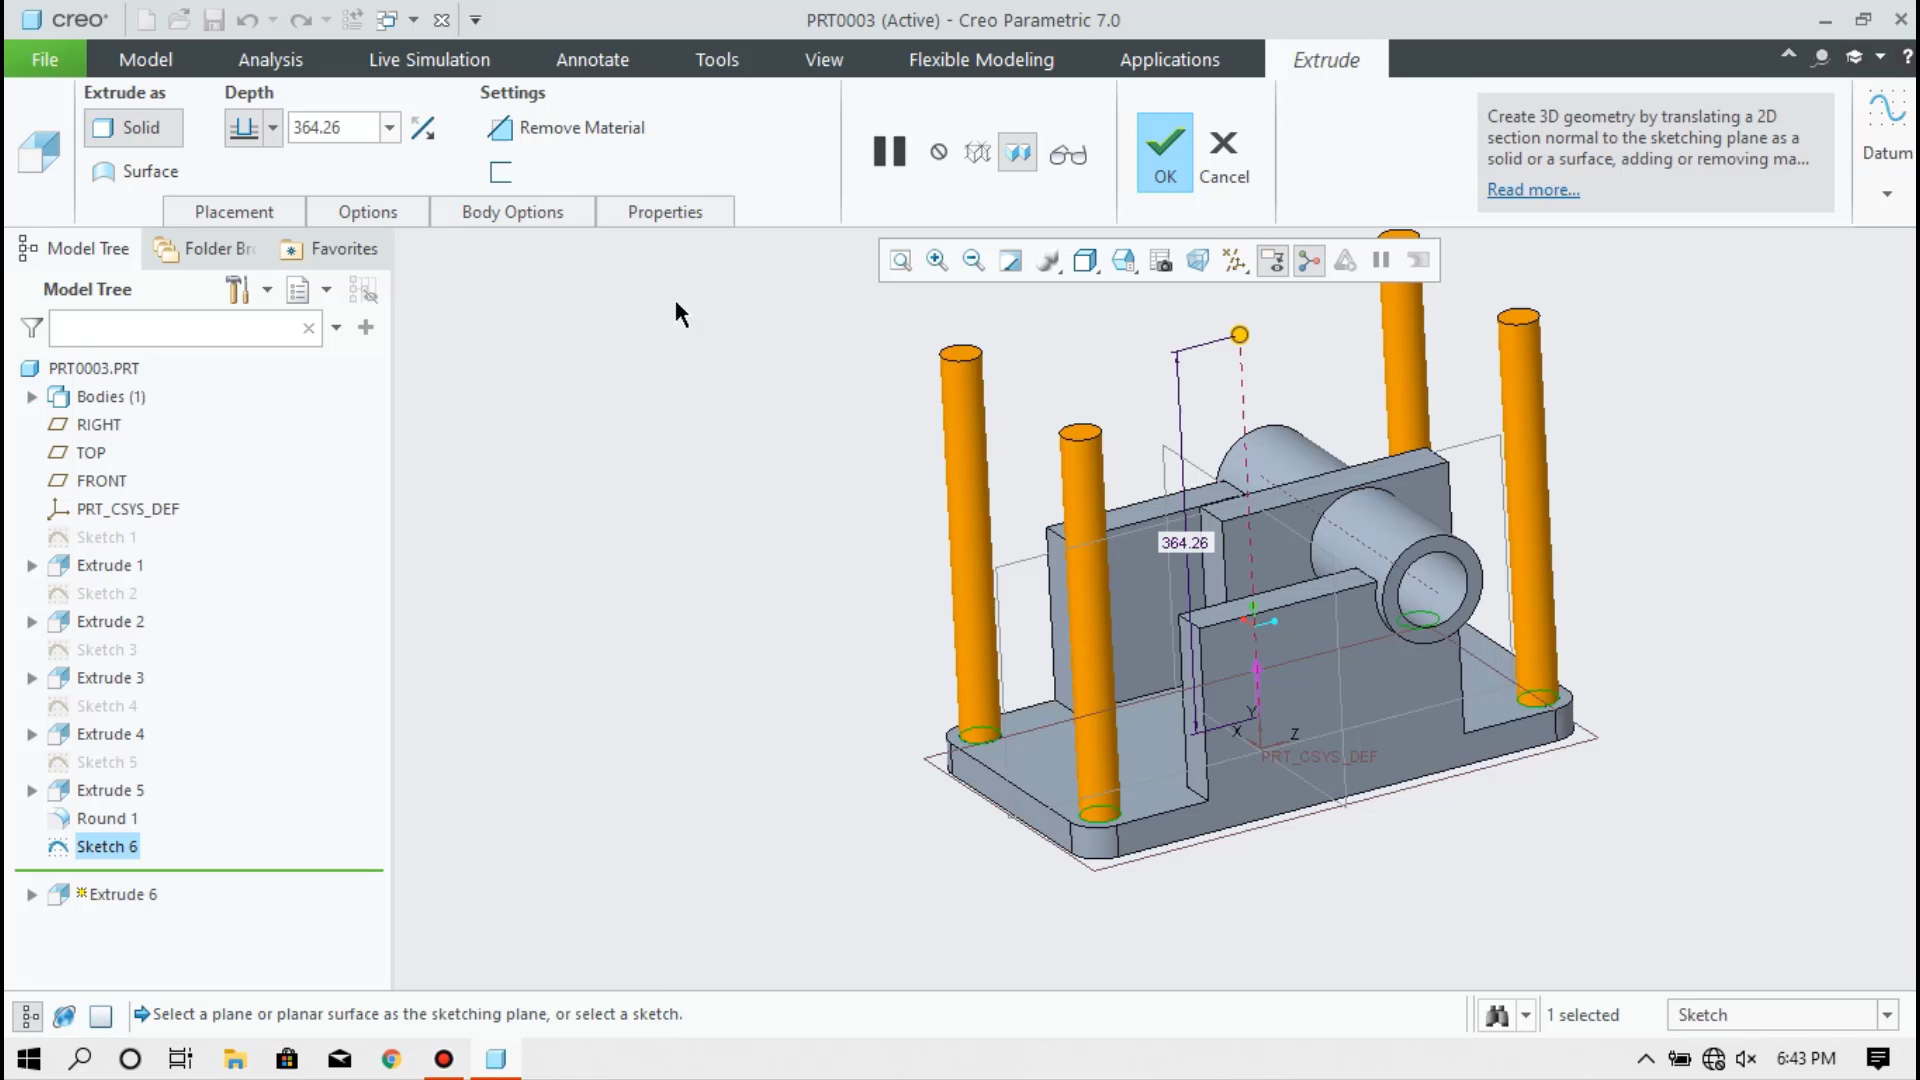 creo®
PRT0003 (Active) - Creo Parametric 7.0
File
Model
Analysis
Live Simulation
Annotate
Tools
View
Flexible Modeling
Applications
Extrude
?
Extrude as
Depth
Settings
Solid
364.26
Remove Material
Surface
OK
Cancel
Create 3D geometry by translating a 2D
section normal to the sketching plane as a
solid or a surface, adding or removing ma...
Read more...
Datum
Placement
Options
Body Options
Properties
Model Tree
Folder Br
Favorites
Model Tree
PRT0003.PRT
Bodies (1)
RIGHT
TOP
FRONT
PRT_CSYS_DEF
Sketch 1
Extrude 1
Sketch 2
Extrude 2
Sketch 3
Extrude 3
Sketch 4
Extrude 4
Sketch 5
Extrude 5
Round 1
Sketch 6
Extrude 6
364.26
Y
X
Z
PRT_CSYS_DEF
Select a plane or planar surface as the sketching plane, or select a sketch.
1 selected
Sketch
6:43 PM